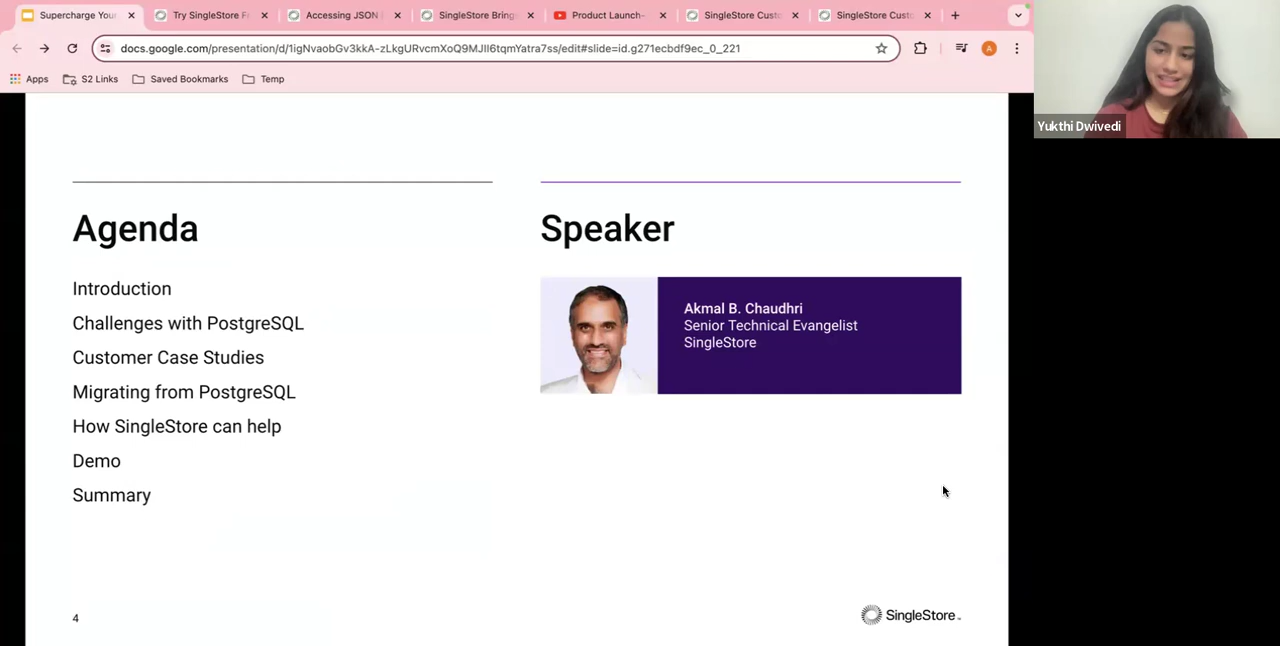 Supercharge Your
Try SingleStore F
Accessing JSON
SingleStore Bring
Product Launch-
SingleStore Cust
SingleStore Cust
docs.google.com/presentation/d/1igNvaobGv3kkA-zLkgURvcmXoQ9MJII6tqmYatra7ss/edit#slide=id.g271ecbdf9ec_0_221
A
Apps
S2 Links
Saved Bookmarks
Temp
Yukthi Dwivedi
Agenda
Introduction
Challenges with PostgreSQL
Customer Case Studies
Migrating from PostgreSQL
How SingleStore can help
Demo
Summary
Speaker
Akmal B. Chaudhri
Senior Technical Evangelist
SingleStore
4
SingleStore